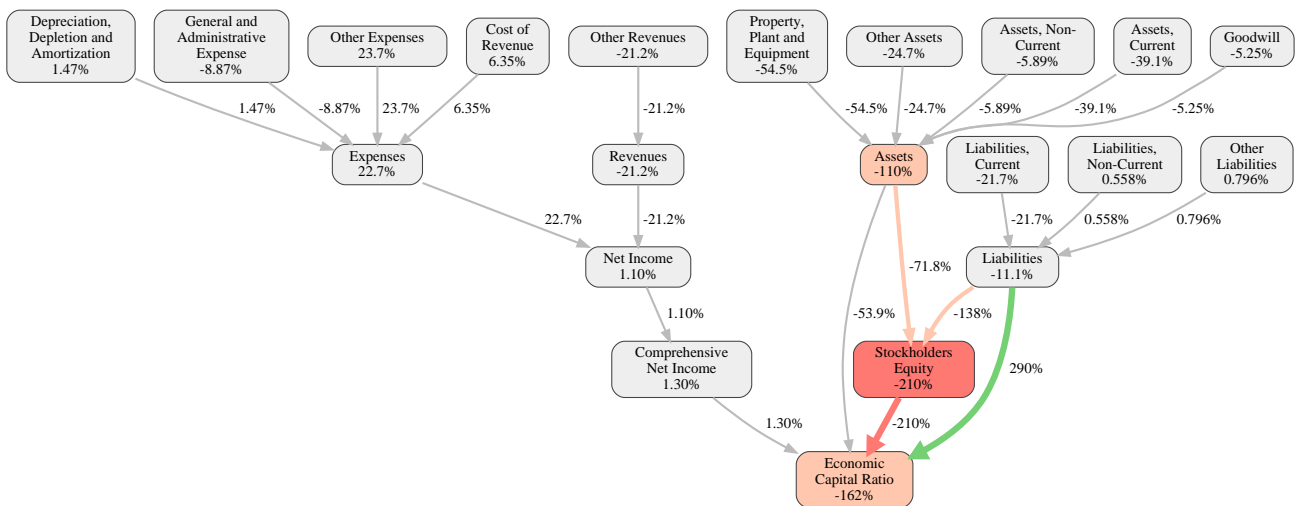 Depreciation,
Depletion and
Amortization
1.47%
General and
Administrative
Expense
-8.87%
Other Expenses
23.7%
Cost of
Revenue
6.35%
Other Revenues
-21.2%
Property,
Plant and
Equipment
-54.5%
Other Assets
-24.7%
Assets, Non-
Current
-5.89%
Assets,
Current
-39.1%
Goodwill
-5.25%
1.47%
-8.87%
23.7%
6.35%
-21.2%
-54.5%
-24.7%
-5.89%
-39.1%
-5.25%
Expenses
22.7%
Revenues
-21.2%
Assets
-110%
Liabilities,
Current
-21.7%
Liabilities,
Non-Current
0.558%
Other
Liabilities
0.796%
22.7%
-21.2%
-21.7%
0.558%
0.796%
Net Income
1.10%
-71.8%
Liabilities
-11.1%
1.10%
-53.9%
-138%
Comprehensive
Net Income
1.30%
Stockholders
Equity
-210%
290%
1.30%
-210%
Economic
Capital Ratio
-162%